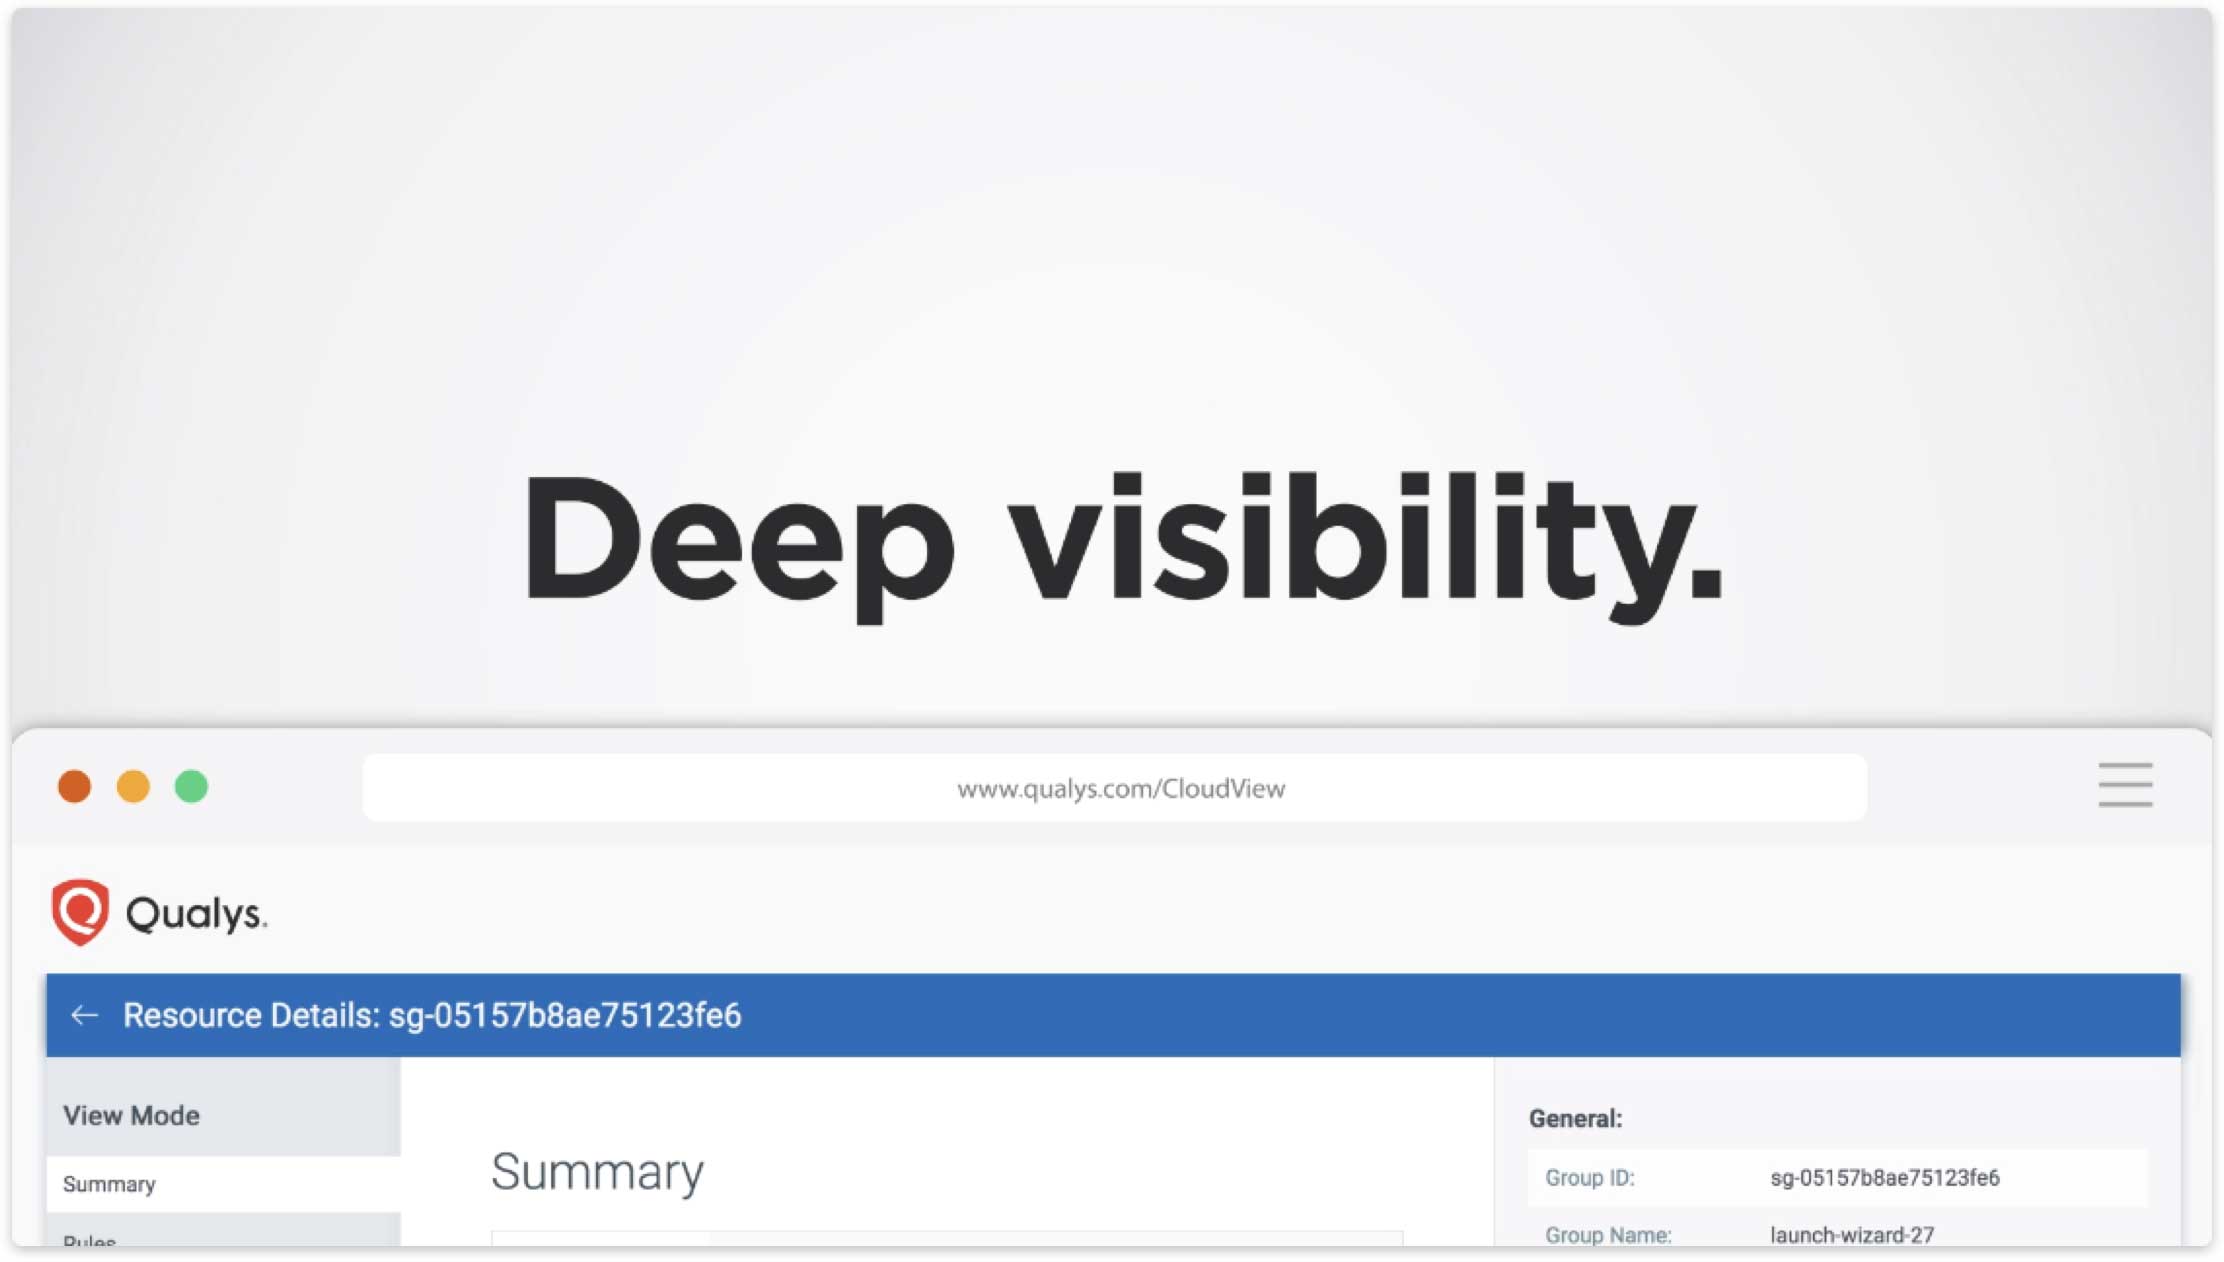 Deep visibility.
www.qualys.com/CloudView
Qualys.
Resource Details: sg-05157b8ae75123fe6
View Mode
Summary
Rules
Summary
General:
Group ID: sg-05157b8ae75123fe6
Group Name: launch-wizard-27